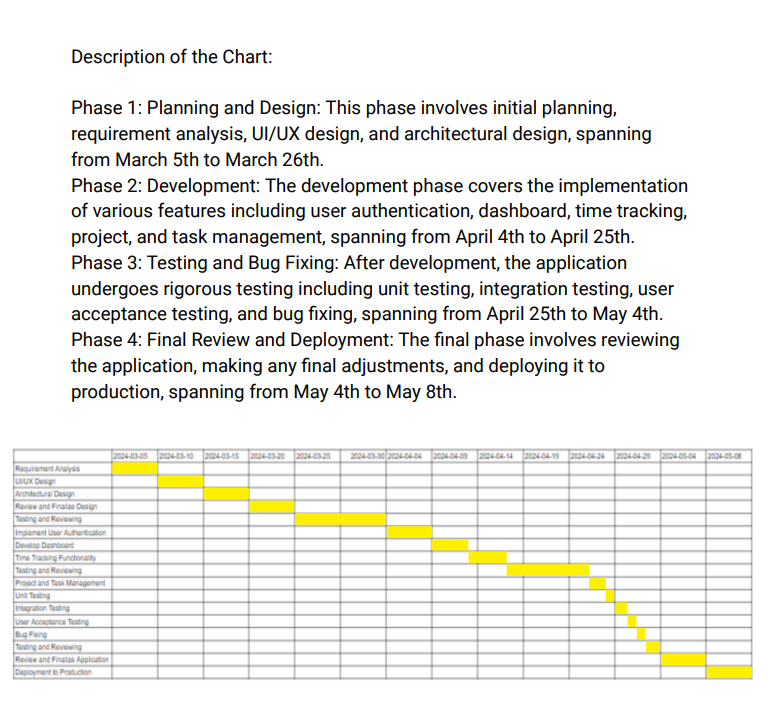 Description of the Chart:
Phase 1: Planning and Design: This phase involves initial planning,
requirement analysis, UI/UX design, and architectural design, spanning
from March 5th to March 26th.
Phase 2: Development: The development phase covers the implementation
of various features including user authentication, dashboard, time tracking,
project, and task management, spanning from April 4th to April 25th.
Phase 3: Testing and Bug Fixing: After development, the application
undergoes rigorous testing including unit testing, integration testing, user
acceptance testing, and bug fixing, spanning from April 25th to May 4th.
Phase 4: Final Review and Deployment: The final phase involves reviewing
the application, making any final adjustments, and deploying it to
production, spanning from May 4th to May 8th.
2024-03-05 2024-03-10 2024-03-15 2024-03-20 2024-03-25 2024-03-30 2024-04-04 2024-04-09 2024-04-14 2024-04-19 2024-04-24 2024-04-29 2024-05-04 2024-05-08
Requirement Analysis
UI/UX Design
Architectural Design
Review and Finalize Design
Testing and Reviewing
Implement User Authentication
Develop Dashboard
Time Tracking Functionality
Testing and Reviewing
Project and Task Management
Unit Testing
Integration Testing
User Acceptance Testing
Bug Fixing
Testing and Reviewing
Review and Finalize Application
Deployment to Production